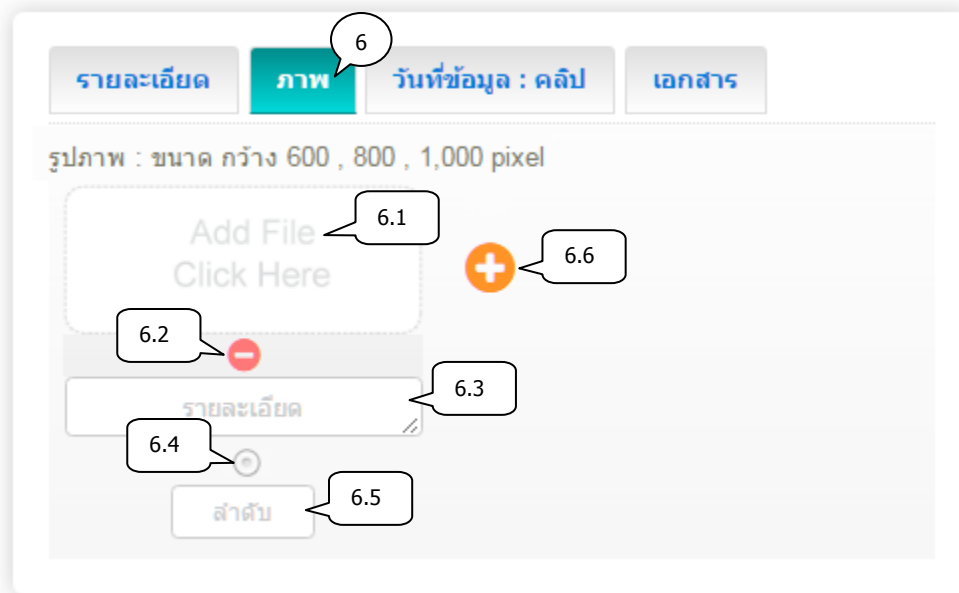 6
รายละเอียด ภาพ วันที่ข้อมูล : คลิป เอกสาร
รูปภาพ : ขนาด กว้าง 600 , 800 , 1,000 pixel
Add File
Click Here
6.1
6.6
6.2
6.3
รายละเอียด
6.4
6.5
ลำดับ